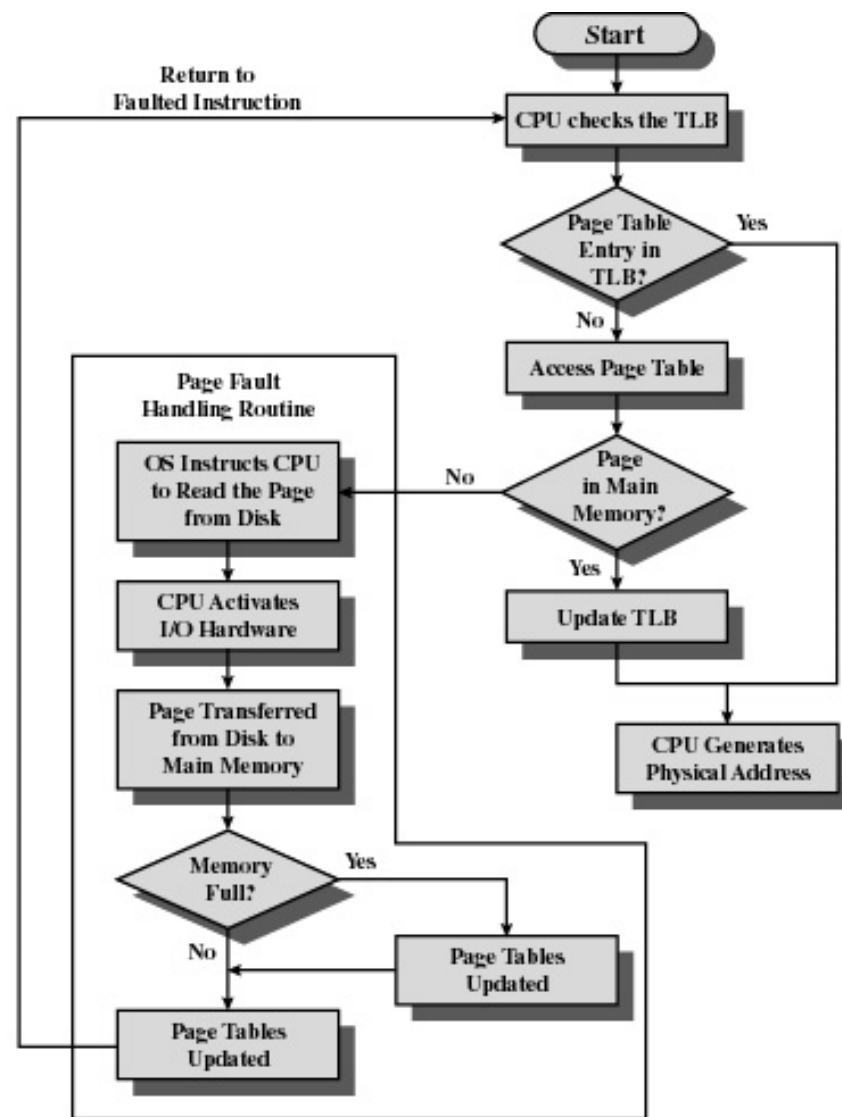 Start
Return to
Faulted Instruction
CPU checks the TLB
Page Table
Entry in
TLB?
Yes
No
Access Page Table
Page Fault
Handling Routine
OS Instructs CPU
to Read the Page
from Disk
No
Page
in Main
Memory?
Yes
CPU Activates
I/O Hardware
Update TLB
Page Transferred
from Disk to
Main Memory
CPU Generates
Physical Address
Memory
Full?
Yes
No
Page Tables
Updated
Page Tables
Updated